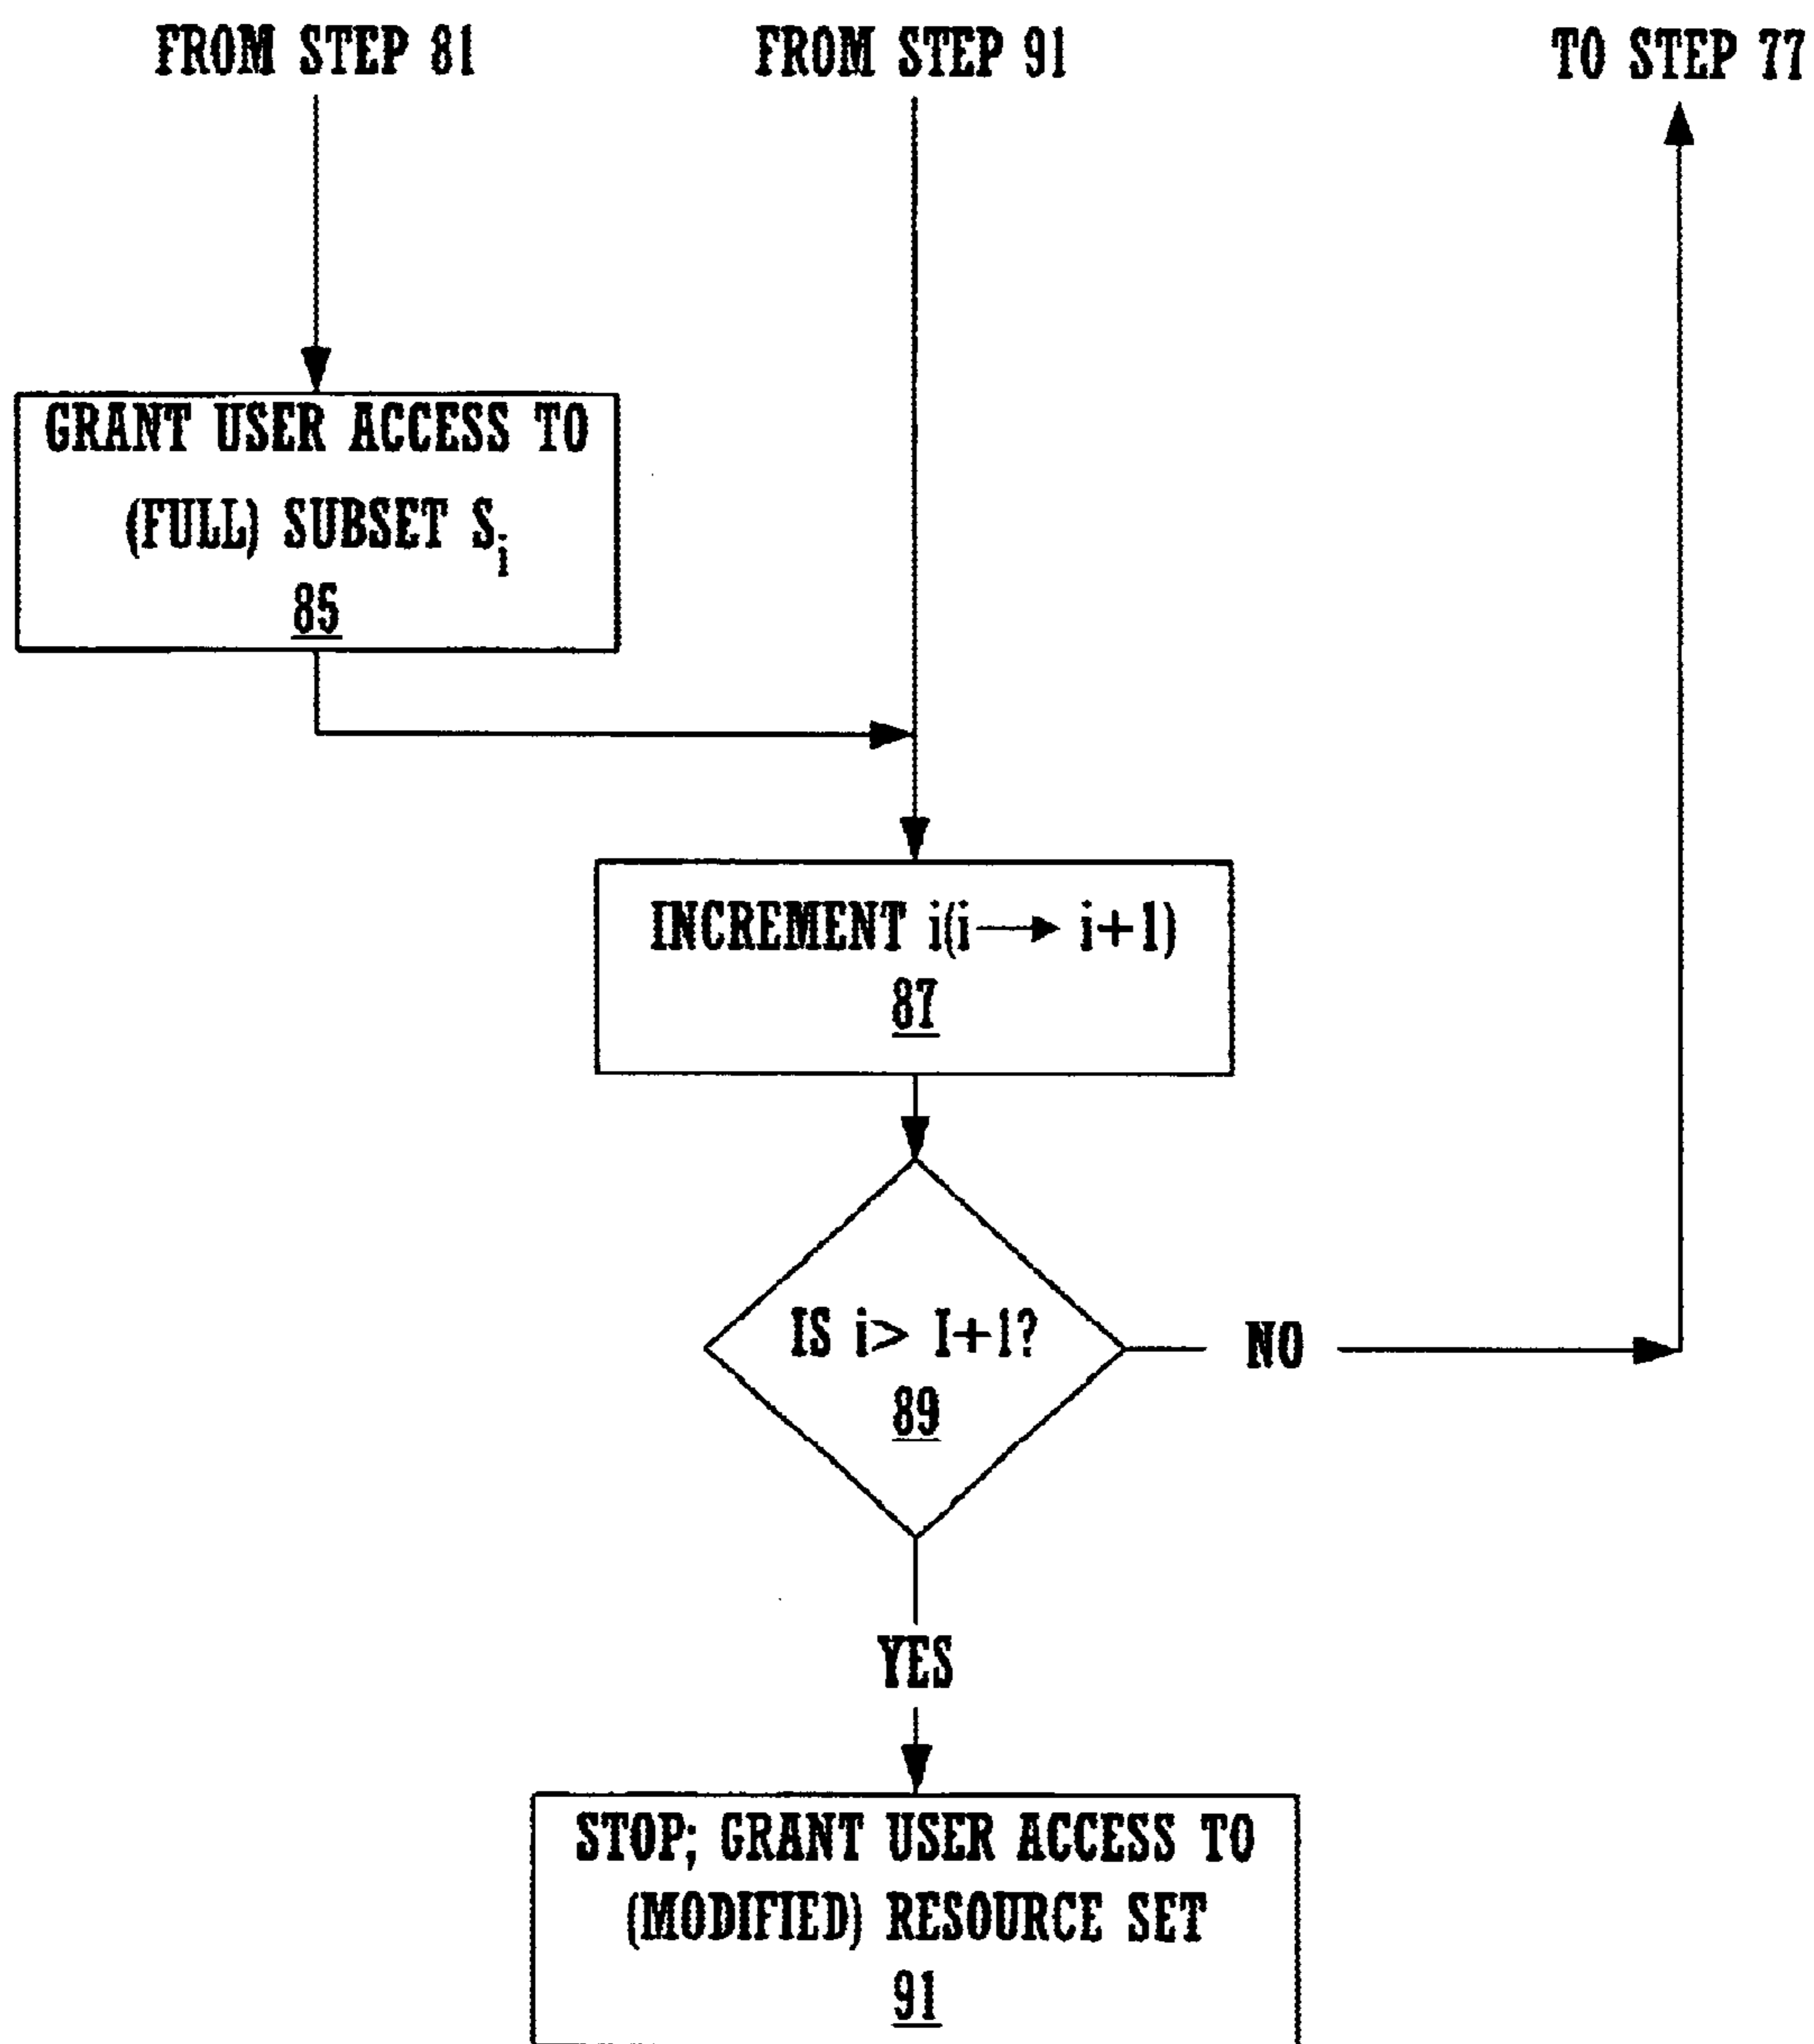 FROM STEP 81
FROM STEP 91
TO STEP 77
GRANT USER ACCESS TO
(FULL) SUBSET Si
85
INCREMENT i(i → i+1)
87
IS i> I+1?
89
NO
YES
STOP; GRANT USER ACCESS TO
(MODIFIED) RESOURCE SET
91